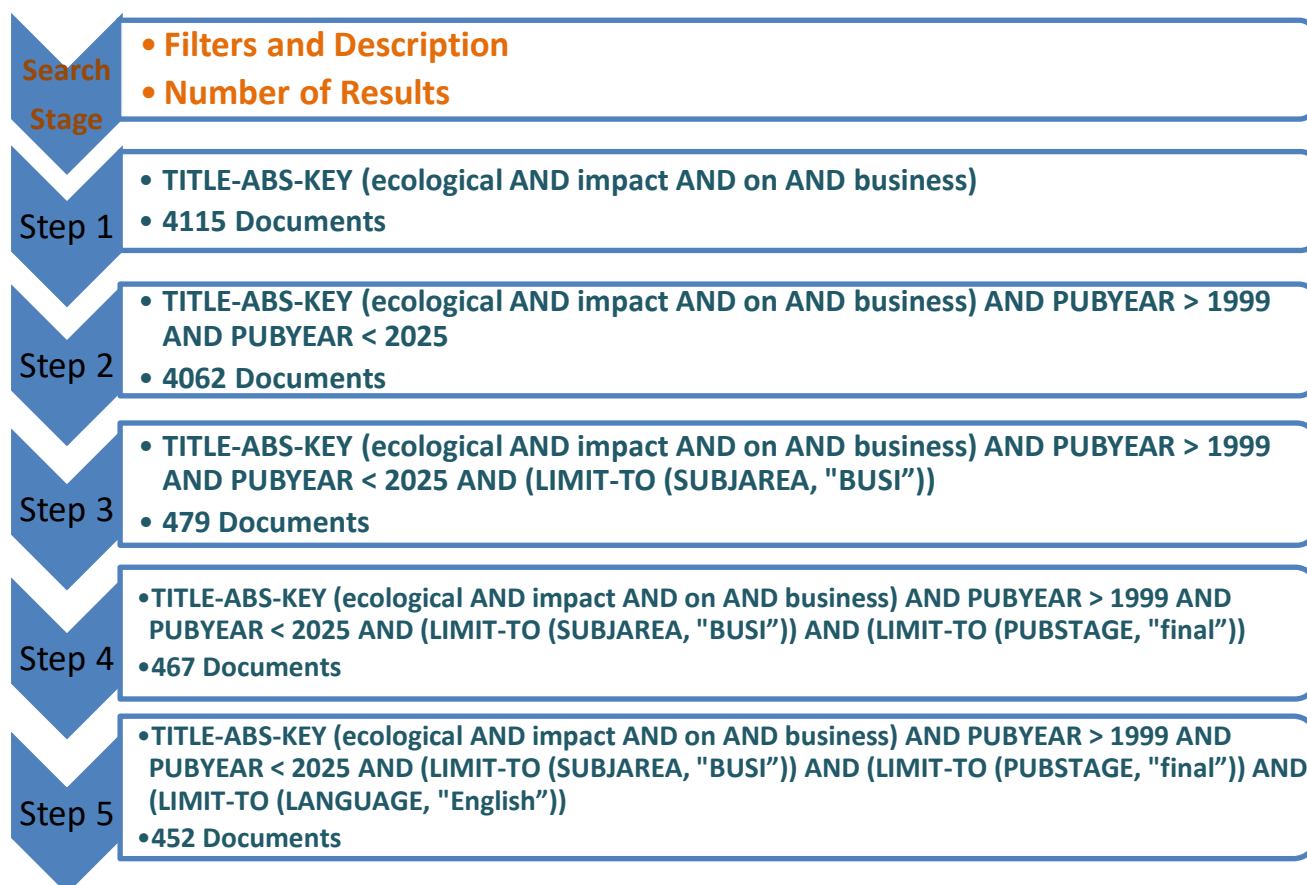 Search
Stage
• Filters and Description
• Number of Results
Step 1
• TITLE-ABS-KEY (ecological AND impact AND on AND business)
• 4115 Documents
Step 2
• TITLE-ABS-KEY (ecological AND impact AND on AND business) AND PUBYEAR > 1999
AND PUBYEAR < 2025
• 4062 Documents
Step 3
• TITLE-ABS-KEY (ecological AND impact AND on AND business) AND PUBYEAR > 1999
AND PUBYEAR < 2025 AND (LIMIT-TO (SUBJAREA, "BUSI”))
• 479 Documents
Step 4
•TITLE-ABS-KEY (ecological AND impact AND on AND business) AND PUBYEAR > 1999 AND
PUBYEAR < 2025 AND (LIMIT-TO (SUBJAREA, "BUSI”)) AND (LIMIT-TO (PUBSTAGE, "final”))
•467 Documents
Step 5
•TITLE-ABS-KEY (ecological AND impact AND on AND business) AND PUBYEAR > 1999 AND
PUBYEAR < 2025 AND (LIMIT-TO (SUBJAREA, "BUSI”)) AND (LIMIT-TO (PUBSTAGE, "final”)) AND
(LIMIT-TO (LANGUAGE, "English”))
•452 Documents